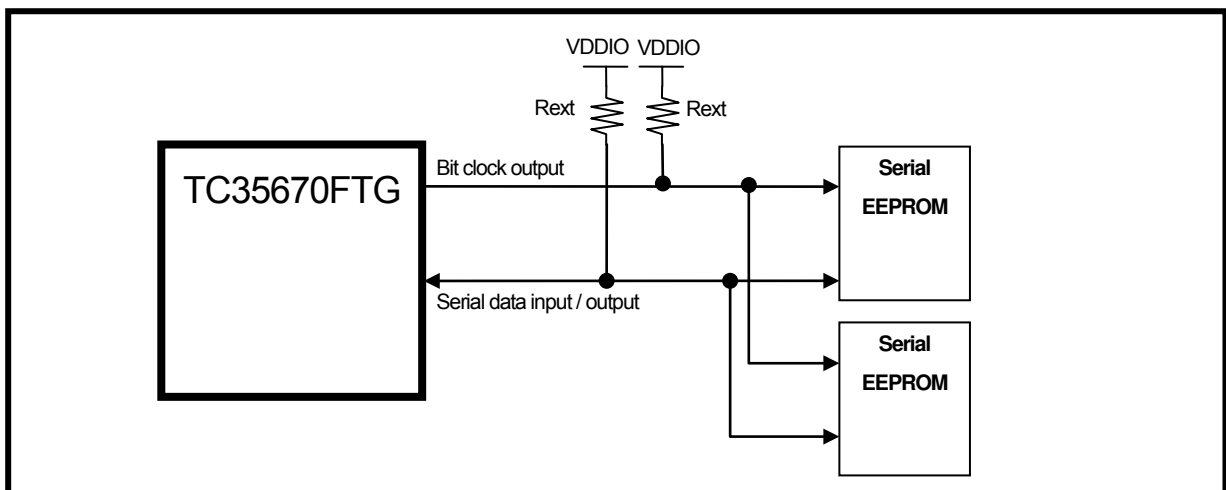 VDDIO VDDIO
Rext Rext
TC35670FTG
Bit clock output
Serial
EEPROM
Serial data input / output
Serial
EEPROM